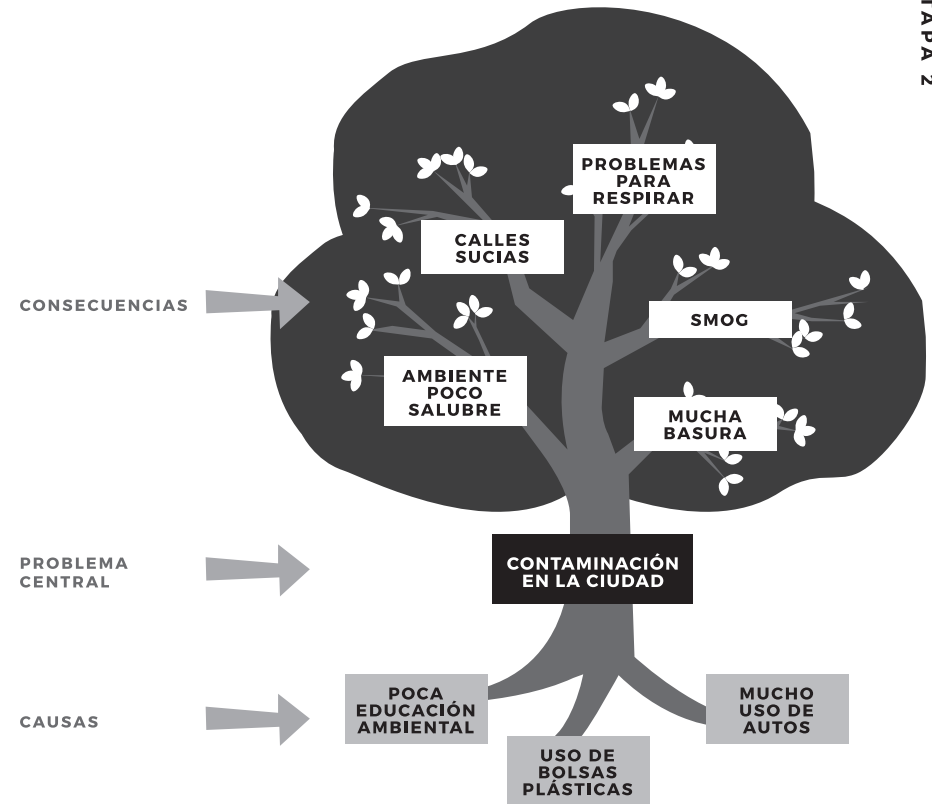 TAPA 2
PROBLEMAS
PARA
RESPIRAR
CALLES
SUCIAS
CONSECUENCIAS
SMOG
AMBIENTE
POCO
SALUBRE
MUCHA
BASURA
PROBLEMA
CENTRAL
CONTAMINACIÓN
EN LA CIUDAD
CAUSAS
POCA
EDUCACIÓN
AMBIENTAL
USO DE
BOLSAS
PLÁSTICAS
MUCHO
USO DE
AUTOS